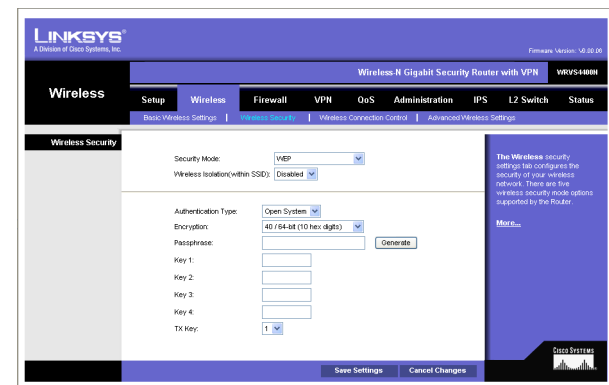 LINKSYS®
A Division of Cisco Systems, Inc.
Firmware Version: V0.00.06
Wireless-N Gigabit Security Router with VPN WRVS4400N
Wireless
Setup Wireless Firewall VPN QoS Administration IPS L2 Switch Status
Basic Wireless Settings | Wireless Security | Wireless Connection Control | Advanced Wireless Settings
Wireless Security
Security Mode: WEP
Wireless Isolation(within SSID): Disabled
Authentication Type: Open System
Encryption: 40 / 64-bit (10 hex digits)
Passphrase: Generate
Key 1:
Key 2:
Key 3:
Key 4:
TX Key: 1
The Wireless security
settings tab configures the
security of your wireless
network. There are five
wireless security mode options
supported by the Router.
More...
Save Settings Cancel Changes
CISCO SYSTEMS